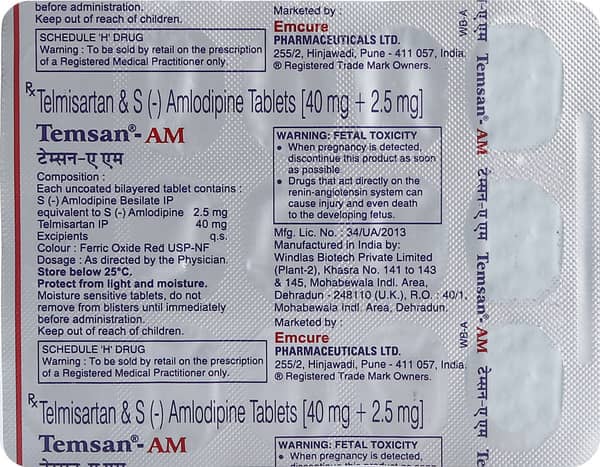 before administration.
Keep out of reach of children.
SCHEDULE 'H' DRUG
Warning : To be sold by retail on the prescription
of a Registered Medical Practitioner only.
Marketed by :
Emcure
PHARMACEUTICALS LTD.
255/2, Hinjawadi, Pune - 411 057, India.
® Registered Trade Mark Owners.
Rx Telmisartan & S (-) Amlodipine Tablets [40 mg + 2.5 mg]
Temsan®-AM
टेम्सन-ए एम
Composition :
Each uncoated bilayered tablet contains :
S (-) Amlodipine Besilate IP
equivalent to S (-) Amlodipine 2.5 mg
Telmisartan IP 40 mg
Excipients q.s.
Colour : Ferric Oxide Red USP-NF
Dosage : As directed by the Physician.
Store below 25°C.
Protect from light and moisture.
Moisture sensitive tablets, do not
remove from blisters until immediately
before administration.
Keep out of reach of children.
WARNING: FETAL TOXICITY
• When pregnancy is detected,
discontinue this product as soon
as possible
• Drugs that act directly on the
renin-angiotensin system can
cause injury and even death
to the developing fetus.
Mfg. Lic. No. : 34/UA/2013
Manufactured in India by:
Windlas Biotech Private Limited
(Plant-2), Khasra No. 141 to 143
& 145, Mohabewala Indl. Area,
Dehradun - 248110 (U.K.), R.O. : 40/1,
Mohabewala Indl. Area, Dehradun.
Marketed by :
Emcure
PHARMACEUTICALS LTD.
255/2, Hinjawadi, Pune - 411 057, India.
® Registered Trade Mark Owners.
SCHEDULE 'H' DRUG
Warning : To be sold by retail on the prescription
of a Registered Medical Practitioner only.
Rx Telmisartan & S (-) Amlodipine Tablets [40 mg + 2.5 mg]
Temsan®-AM
टेम्सन-ए एम
WARNING: FETAL TOXICITY
• When pregnancy is detected,
discontinue this product as soon
WB-A
WB-A
टेम्सन-ए एम Temsan®-AM टेम्सन-ए एम Temsan®-AM टेम्सन-ए एम